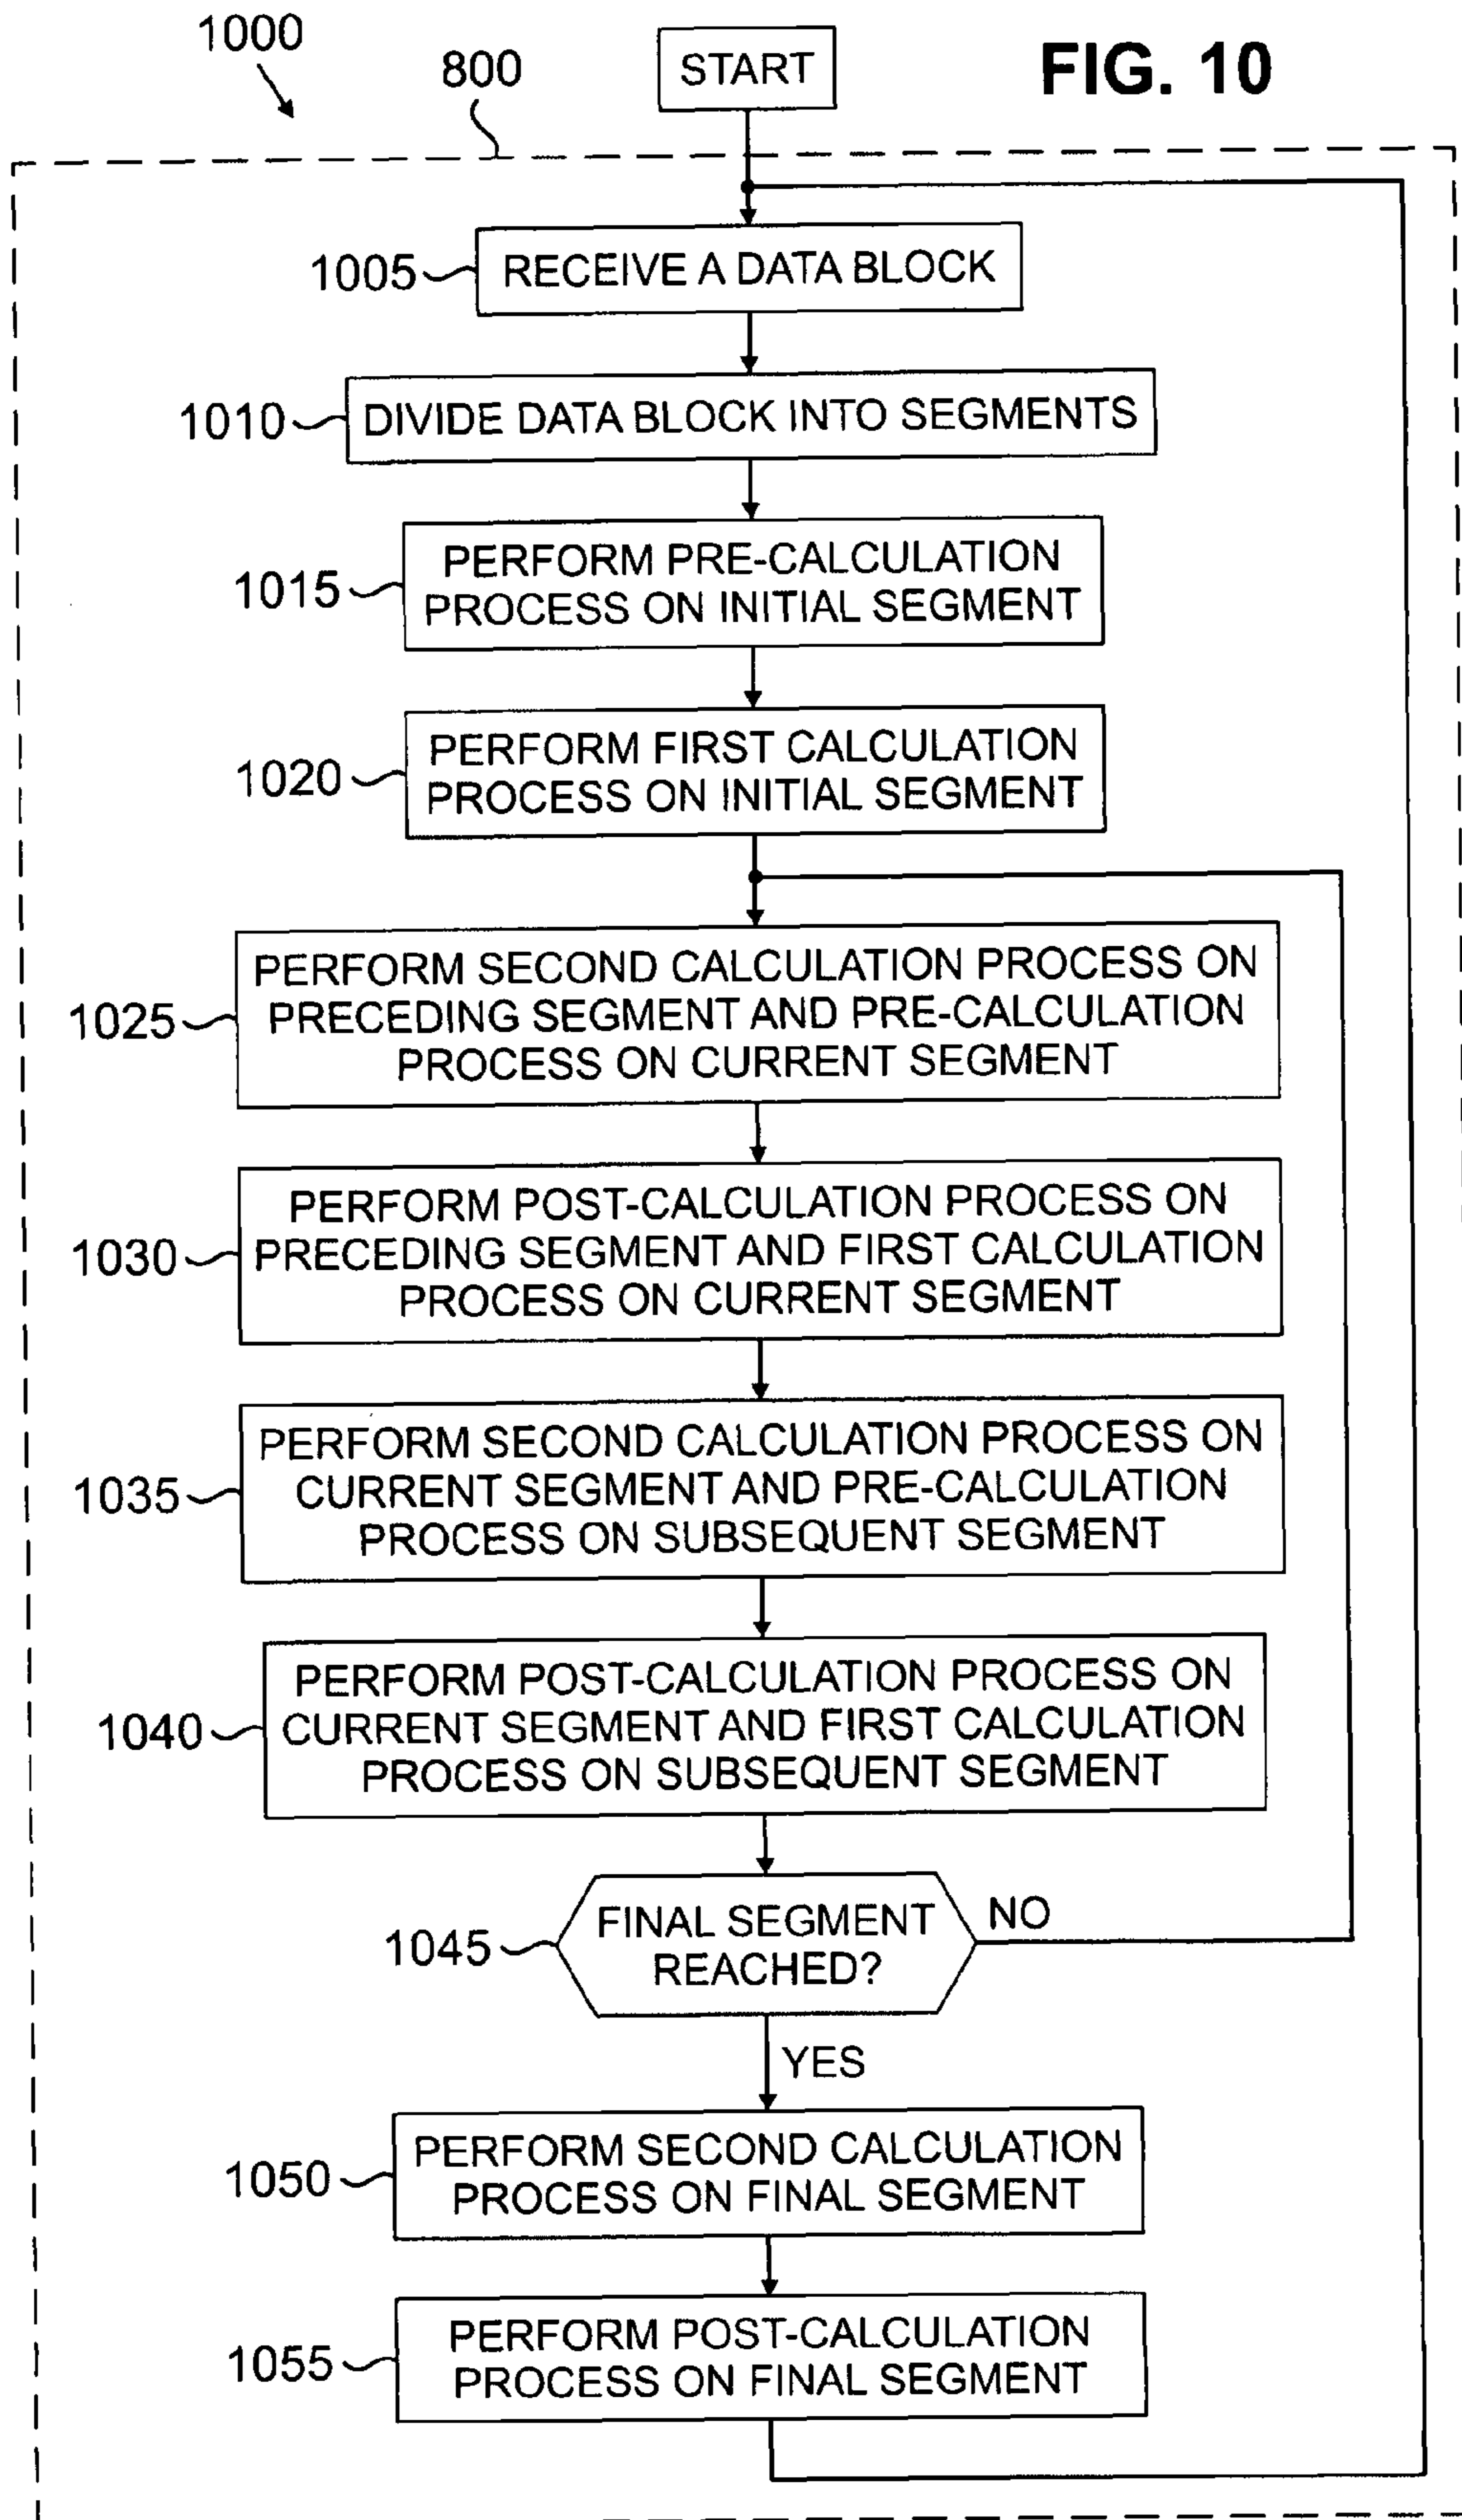 1000
800
START
FIG. 10
1005
RECEIVE A DATA BLOCK
1010
DIVIDE DATA BLOCK INTO SEGMENTS
1015
PERFORM PRE-CALCULATION
PROCESS ON INITIAL SEGMENT
1020
PERFORM FIRST CALCULATION
PROCESS ON INITIAL SEGMENT
1025
PERFORM SECOND CALCULATION PROCESS ON
PRECEDING SEGMENT AND PRE-CALCULATION
PROCESS ON CURRENT SEGMENT
1030
PERFORM POST-CALCULATION PROCESS ON
PRECEDING SEGMENT AND FIRST CALCULATION
PROCESS ON CURRENT SEGMENT
1035
PERFORM SECOND CALCULATION PROCESS ON
CURRENT SEGMENT AND PRE-CALCULATION
PROCESS ON SUBSEQUENT SEGMENT
1040
PERFORM POST-CALCULATION PROCESS ON
CURRENT SEGMENT AND FIRST CALCULATION
PROCESS ON SUBSEQUENT SEGMENT
1045
FINAL SEGMENT
REACHED?
NO
YES
1050
PERFORM SECOND CALCULATION
PROCESS ON FINAL SEGMENT
1055
PERFORM POST-CALCULATION
PROCESS ON FINAL SEGMENT